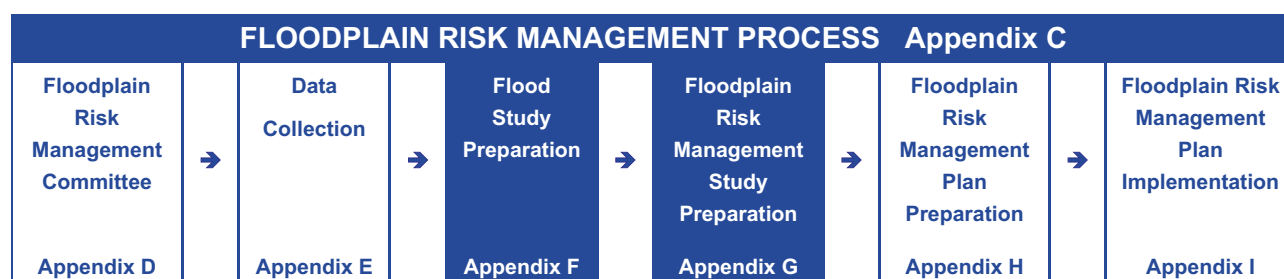 FLOODPLAIN RISK MANAGEMENT PROCESS Appendix C
Floodplain
Risk
Management
Committee
Appendix D
Data
Collection
Appendix E
Flood
Study
Preparation
Appendix F
Floodplain
Risk
Management
Study
Preparation
Appendix G
Floodplain
Risk
Management
Plan
Preparation
Appendix H
Floodplain Risk
Management
Plan
Implementation
Appendix I